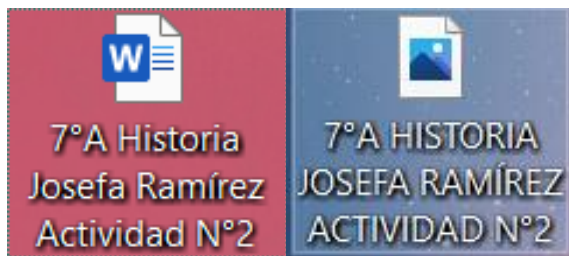 W
7°A Historia
Josefa Ramírez
Actividad N°2
7°A HISTORIA
JOSEFA RAMÍREZ
ACTIVIDAD N°2